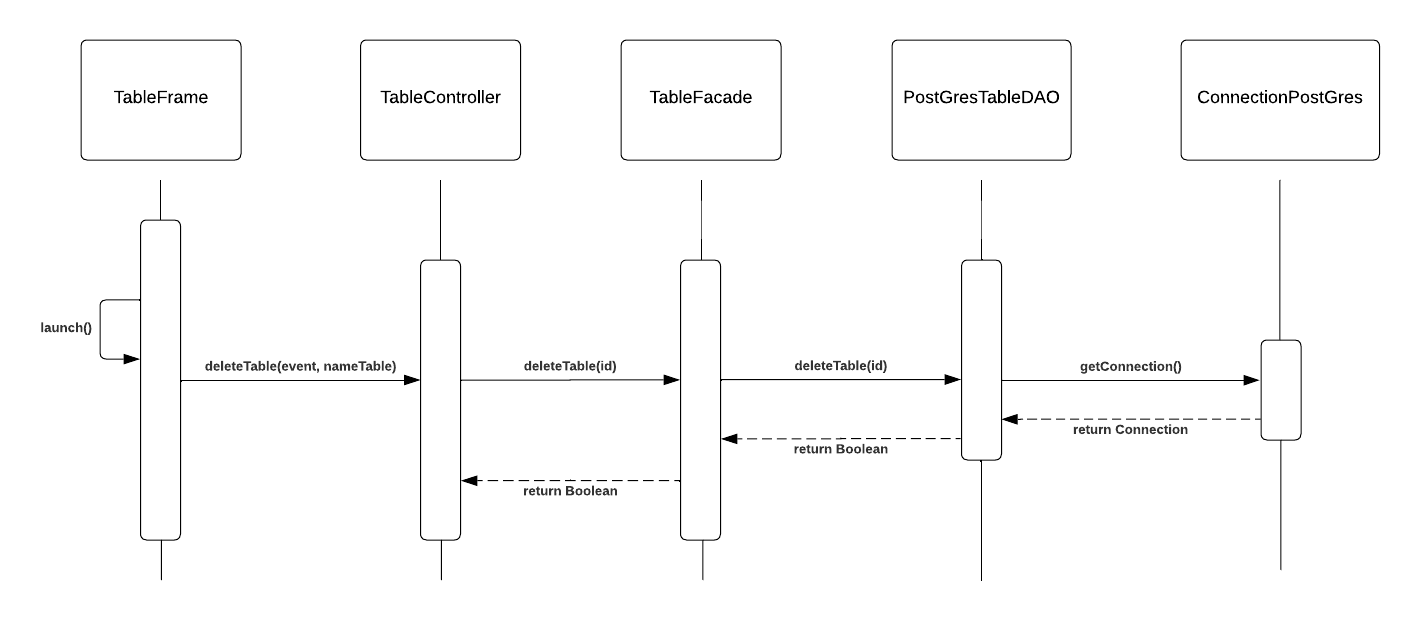 TableFrame
TableController
TableFacade
PostGresTableDAO
ConnectionPostGres
launch()
deleteTable(event, nameTable)
deleteTable(id)
deleteTable(id)
getConnection()
return Connection
return Boolean
return Boolean